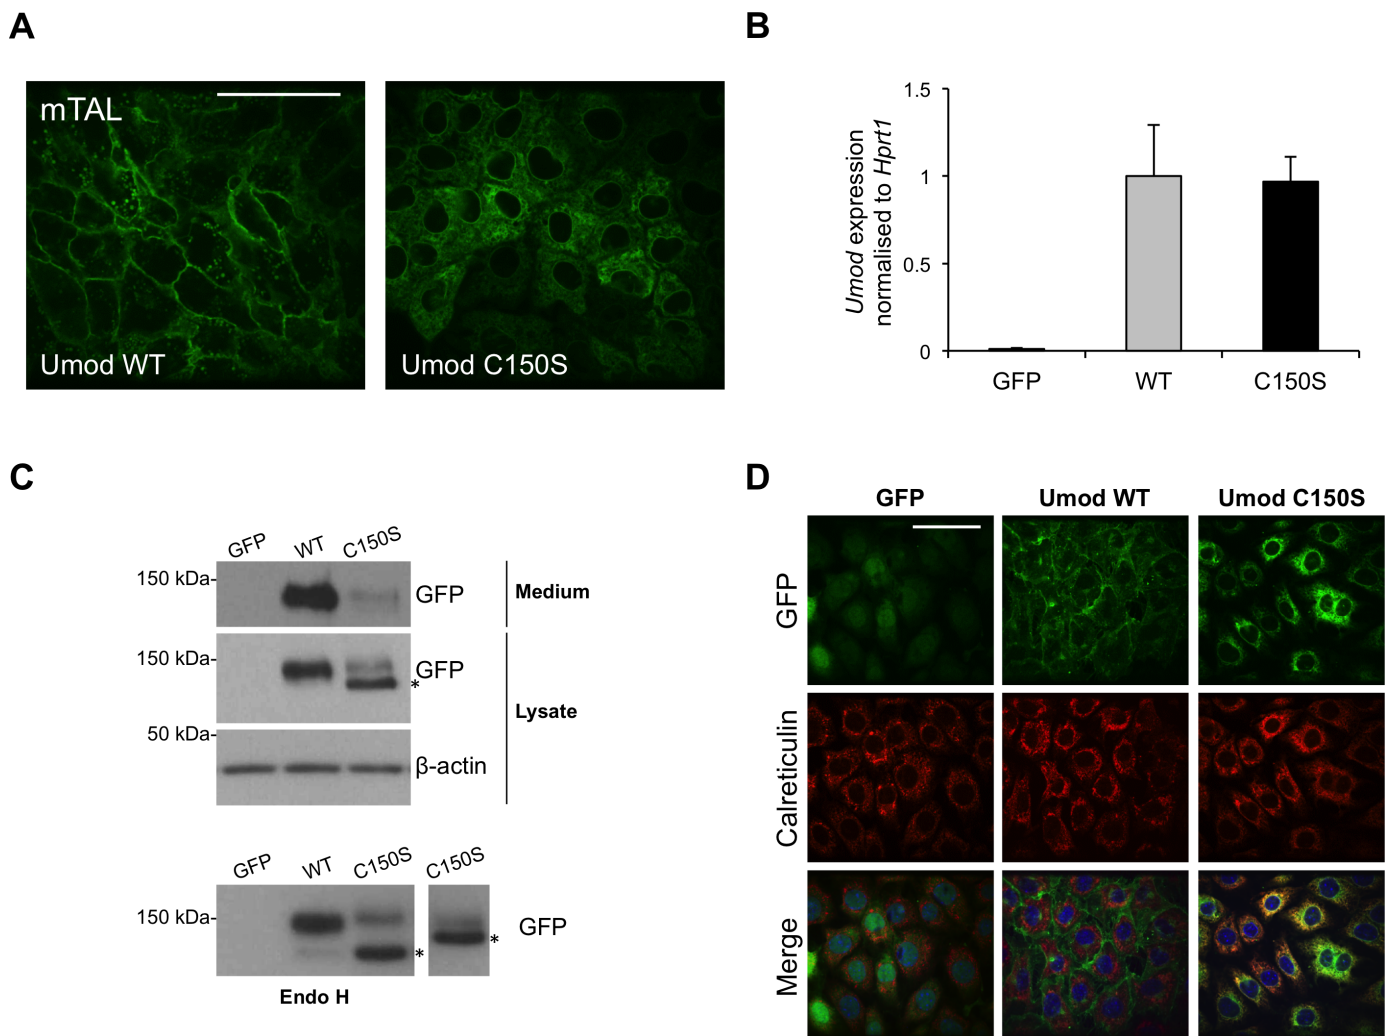 A
mTAL
Umod WT
Umod C150S
B
Umod expression
normalised to Hprt1
1.5
1
0.5
0
GFP WT C150S
C
GFP WT C150S
150 kDa- GFP Medium
150 kDa- GFP
*
Lysate
50 kDa-
β-actin
GFP WT C150S C150S
150 kDa- GFP
* *
Endo H
D
GFP Umod WT Umod C150S
GFP
Calreticulin
Merge